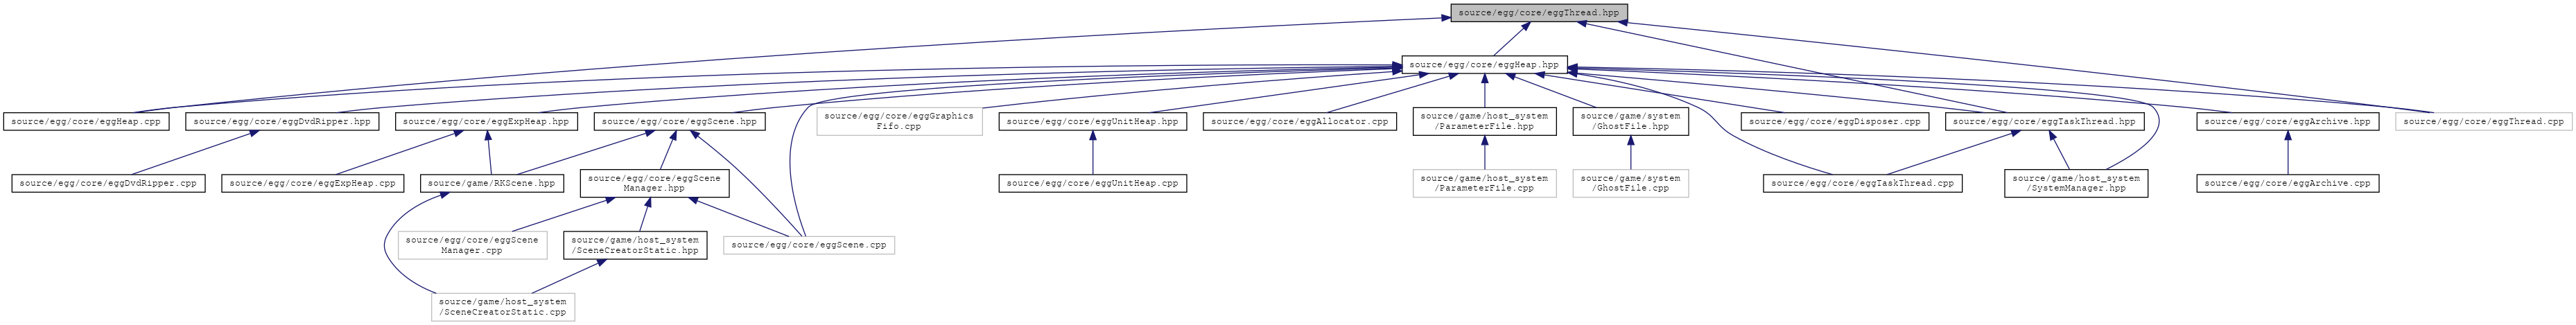 source/egg/core/eggThread.hpp
source/egg/core/eggHeap.hpp
source/egg/core/eggHeap.cpp
source/egg/core/eggDvdRipper.hpp
source/egg/core/eggExpHeap.hpp
source/egg/core/eggScene.hpp
source/egg/core/eggGraphics
Fifo.cpp
source/egg/core/eggUnitHeap.hpp
source/egg/core/eggAllocator.cpp
source/game/host_system
/ParameterFile.hpp
source/game/system
/GhostFile.hpp
source/egg/core/eggDisposer.cpp
source/egg/core/eggTaskThread.hpp
source/egg/core/eggArchive.hpp
source/egg/core/eggThread.cpp
source/egg/core/eggDvdRipper.cpp
source/egg/core/eggExpHeap.cpp
source/game/RKScene.hpp
source/egg/core/eggScene
Manager.hpp
source/egg/core/eggUnitHeap.cpp
source/game/host_system
/ParameterFile.cpp
source/game/system
/GhostFile.cpp
source/egg/core/eggTaskThread.cpp
source/game/host_system
/SystemManager.hpp
source/egg/core/eggArchive.cpp
source/egg/core/eggScene
Manager.cpp
source/game/host_system
/SceneCreatorStatic.hpp
source/egg/core/eggScene.cpp
source/game/host_system
/SceneCreatorStatic.cpp